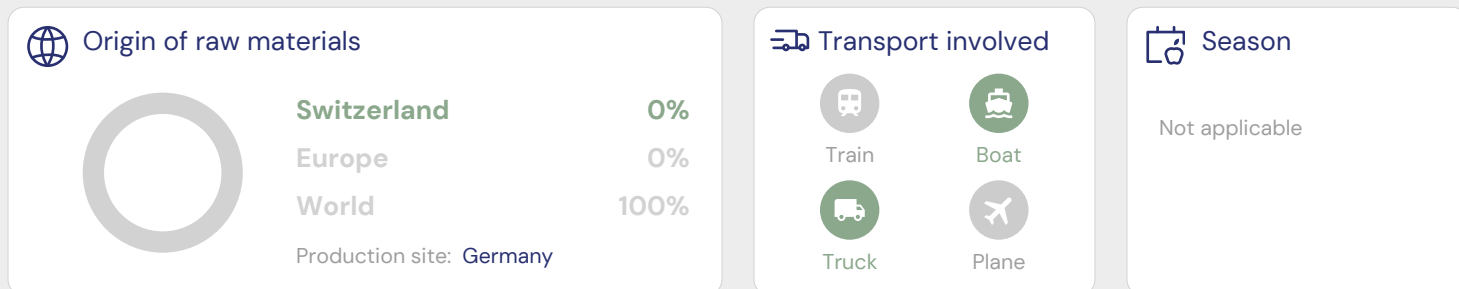 Origin of raw materials
Switzerland 0%
Europe 0%
World 100%
Production site: Germany
Transport involved
Train Boat
Truck Plane
Season
Not applicable